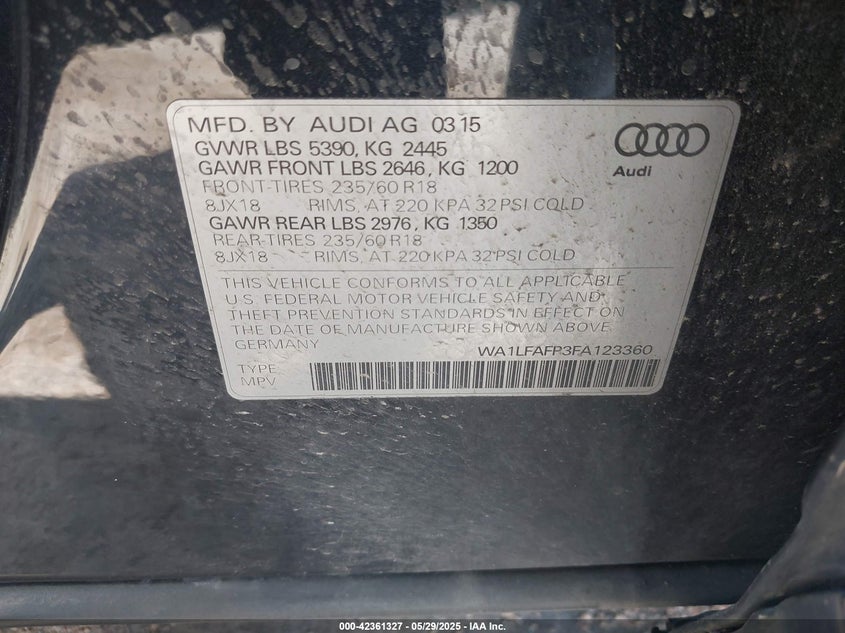 MFD. BY AUDI AG 03 15
GVWR LBS 5390, KG 2445
GAWR FRONT LBS 2646, KG 1200
FRONT-TIRES 235/60 R18
8JX18 RIMS, AT 220 KPA 32 PSI COLD
GAWR REAR LBS 2976, KG 1350
REAR-TIRES 235/60 R18
8JX18 RIMS, AT 220 KPA 32 PSI COLD
Audi
THIS VEHICLE CONFORMS TO ALL APPLICABLE
U.S. FEDERAL MOTOR VEHICLE SAFETY AND
THEFT PREVENTION STANDARDS IN EFFECT ON
THE DATE OF MANUFACTURE SHOWN ABOVE
GERMANY
WA1LFAFP3FA123360
TYPE
MPV
000-42361327 - 05/29/2025 - IAA Inc.